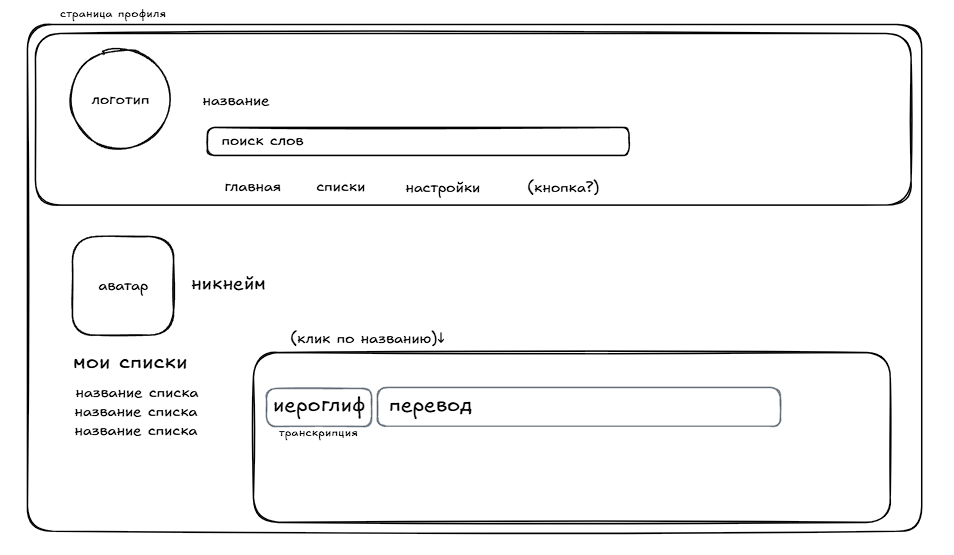 страница профиля
логотип
название
поиск слов
главная списки настройки (кнопка?)
аватар
никнейм
(клик по названию)↓
мои списки
название списка
название списка
название списка
иероглиф перевод
транскрипция